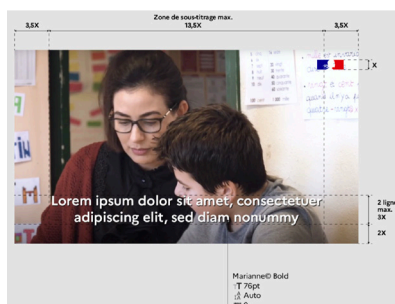 Zone de sous-titrage max.
3,5X 13,5X 3,5X
X
Lorem ipsum dolor sit amet, consectetuer
adipiscing elit, sed diam nonummy
2 lign
max.
3X
2X
Marianne© Bold
76pt
Auto